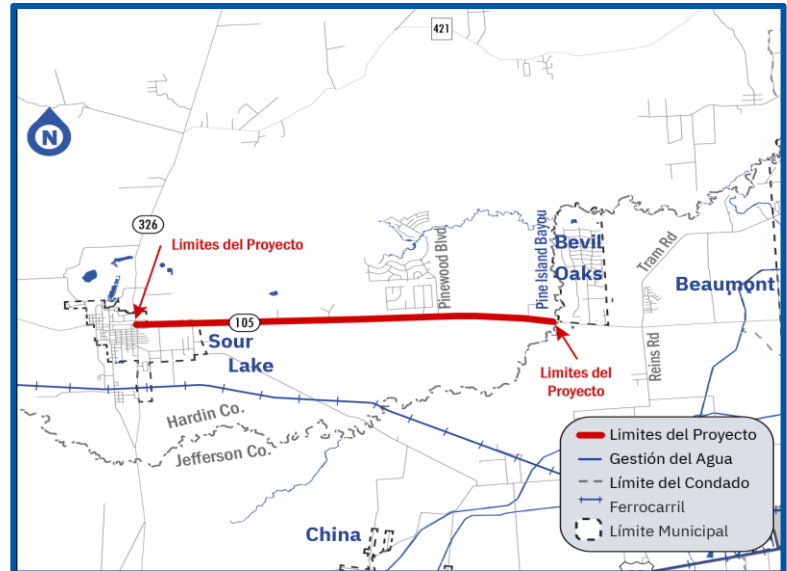 421
N
326
Limites del Proyecto
Pinewood Blvd
Pine Island Bayou
Bevil
Oaks
Tram Rd
Beaumont
105
Sour
Lake
Limites del
Proyecto
Reins Rd
Hardin Co.
Jefferson Co.
China
Limites del Proyecto
Gestión del Agua
Límite del Condado
Ferrocarril
Límite Municipal